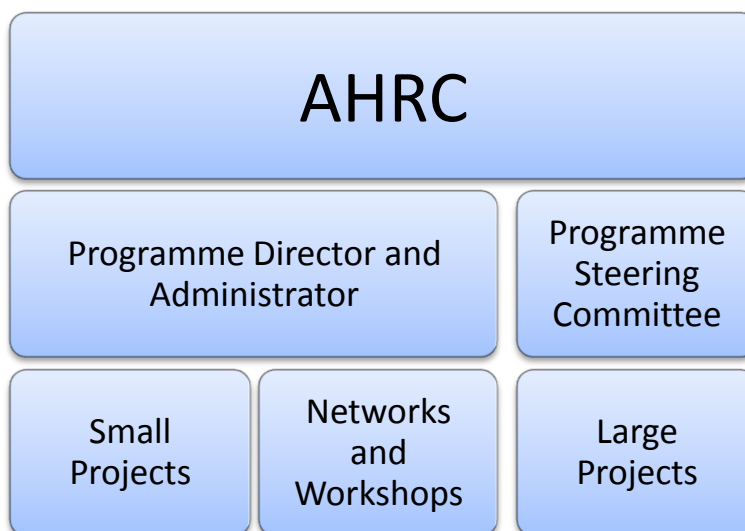 AHRC
Programme Director and
Administrator
Programme
Steering
Committee
Small
Projects
Networks
and
Workshops
Large
Projects